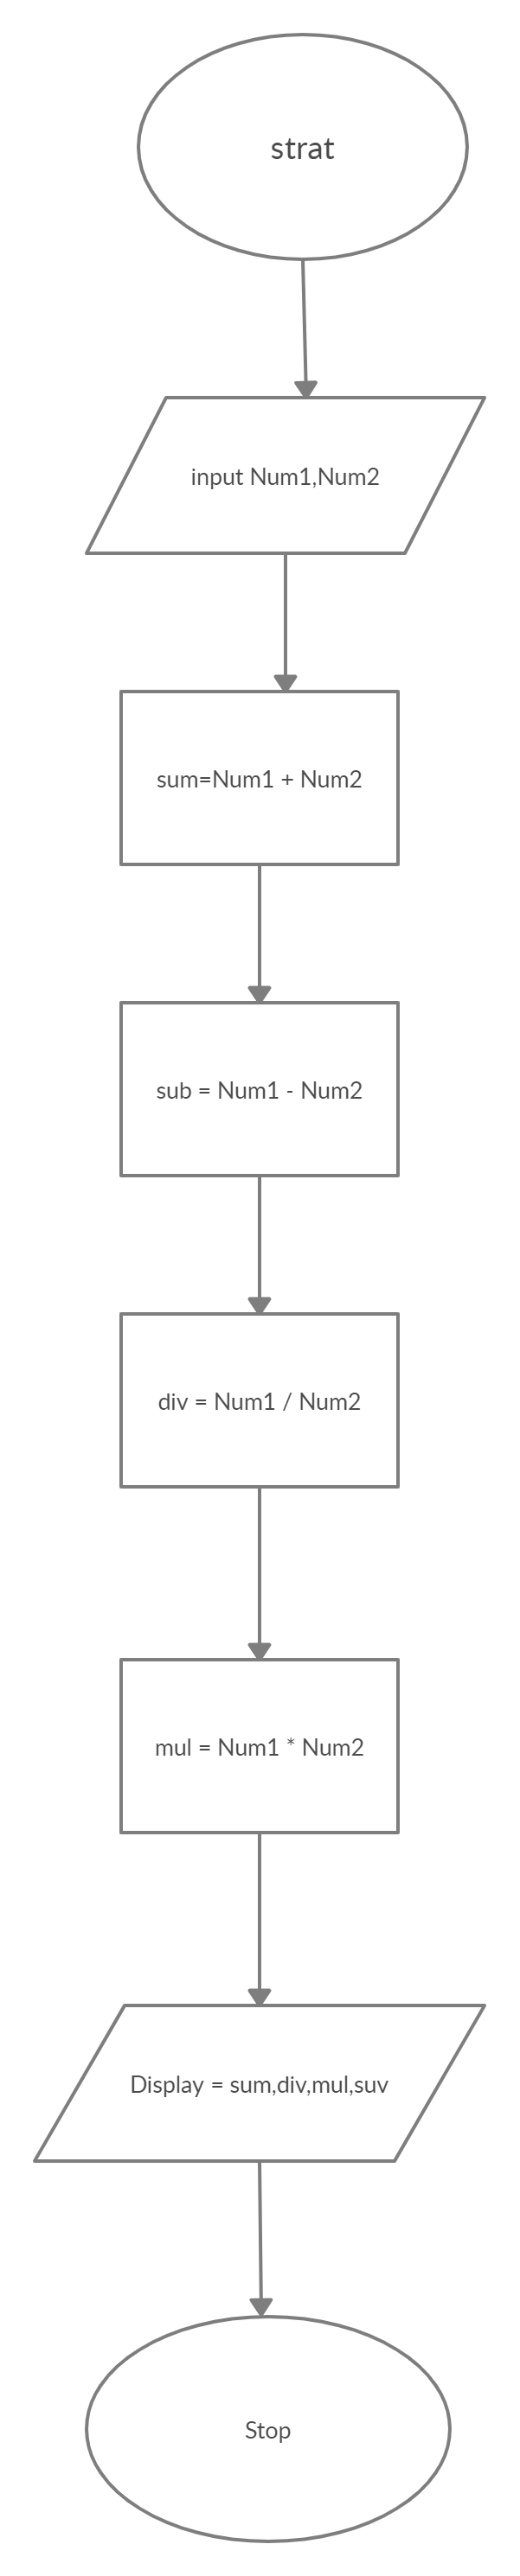 strat
input Num1,Num2
sum=Num1 + Num2
sub = Num1 - Num2
div = Num1 / Num2
mul = Num1 * Num2
Display = sum,div,mul,suv
Stop